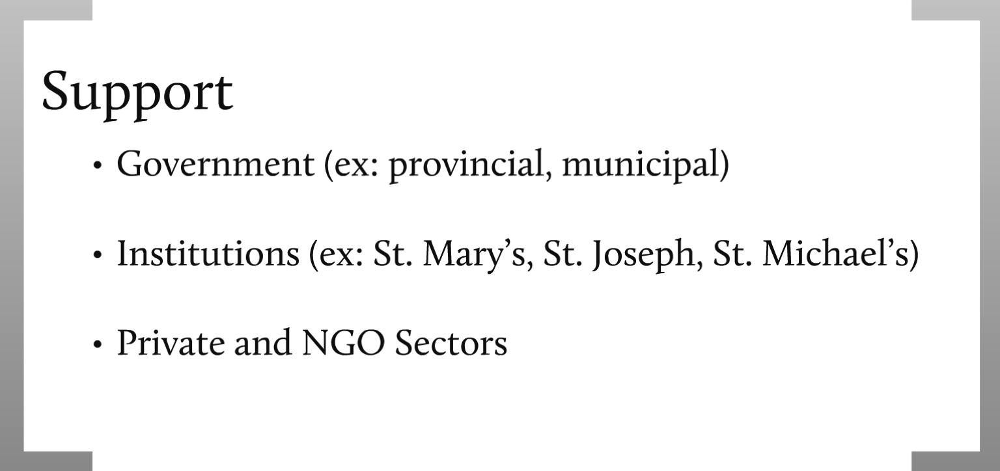 Support
• Government (ex: provincial, municipal)
• Institutions (ex: St. Mary’s, St. Joseph, St. Michael’s)
• Private and NGO Sectors